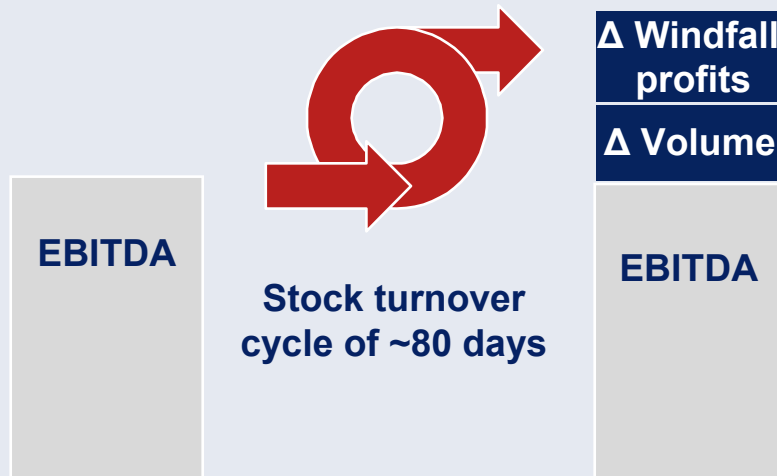 Δ Windfall
profits
Δ Volume
EBITDA
Stock turnover
cycle of ~80 days
EBITDA